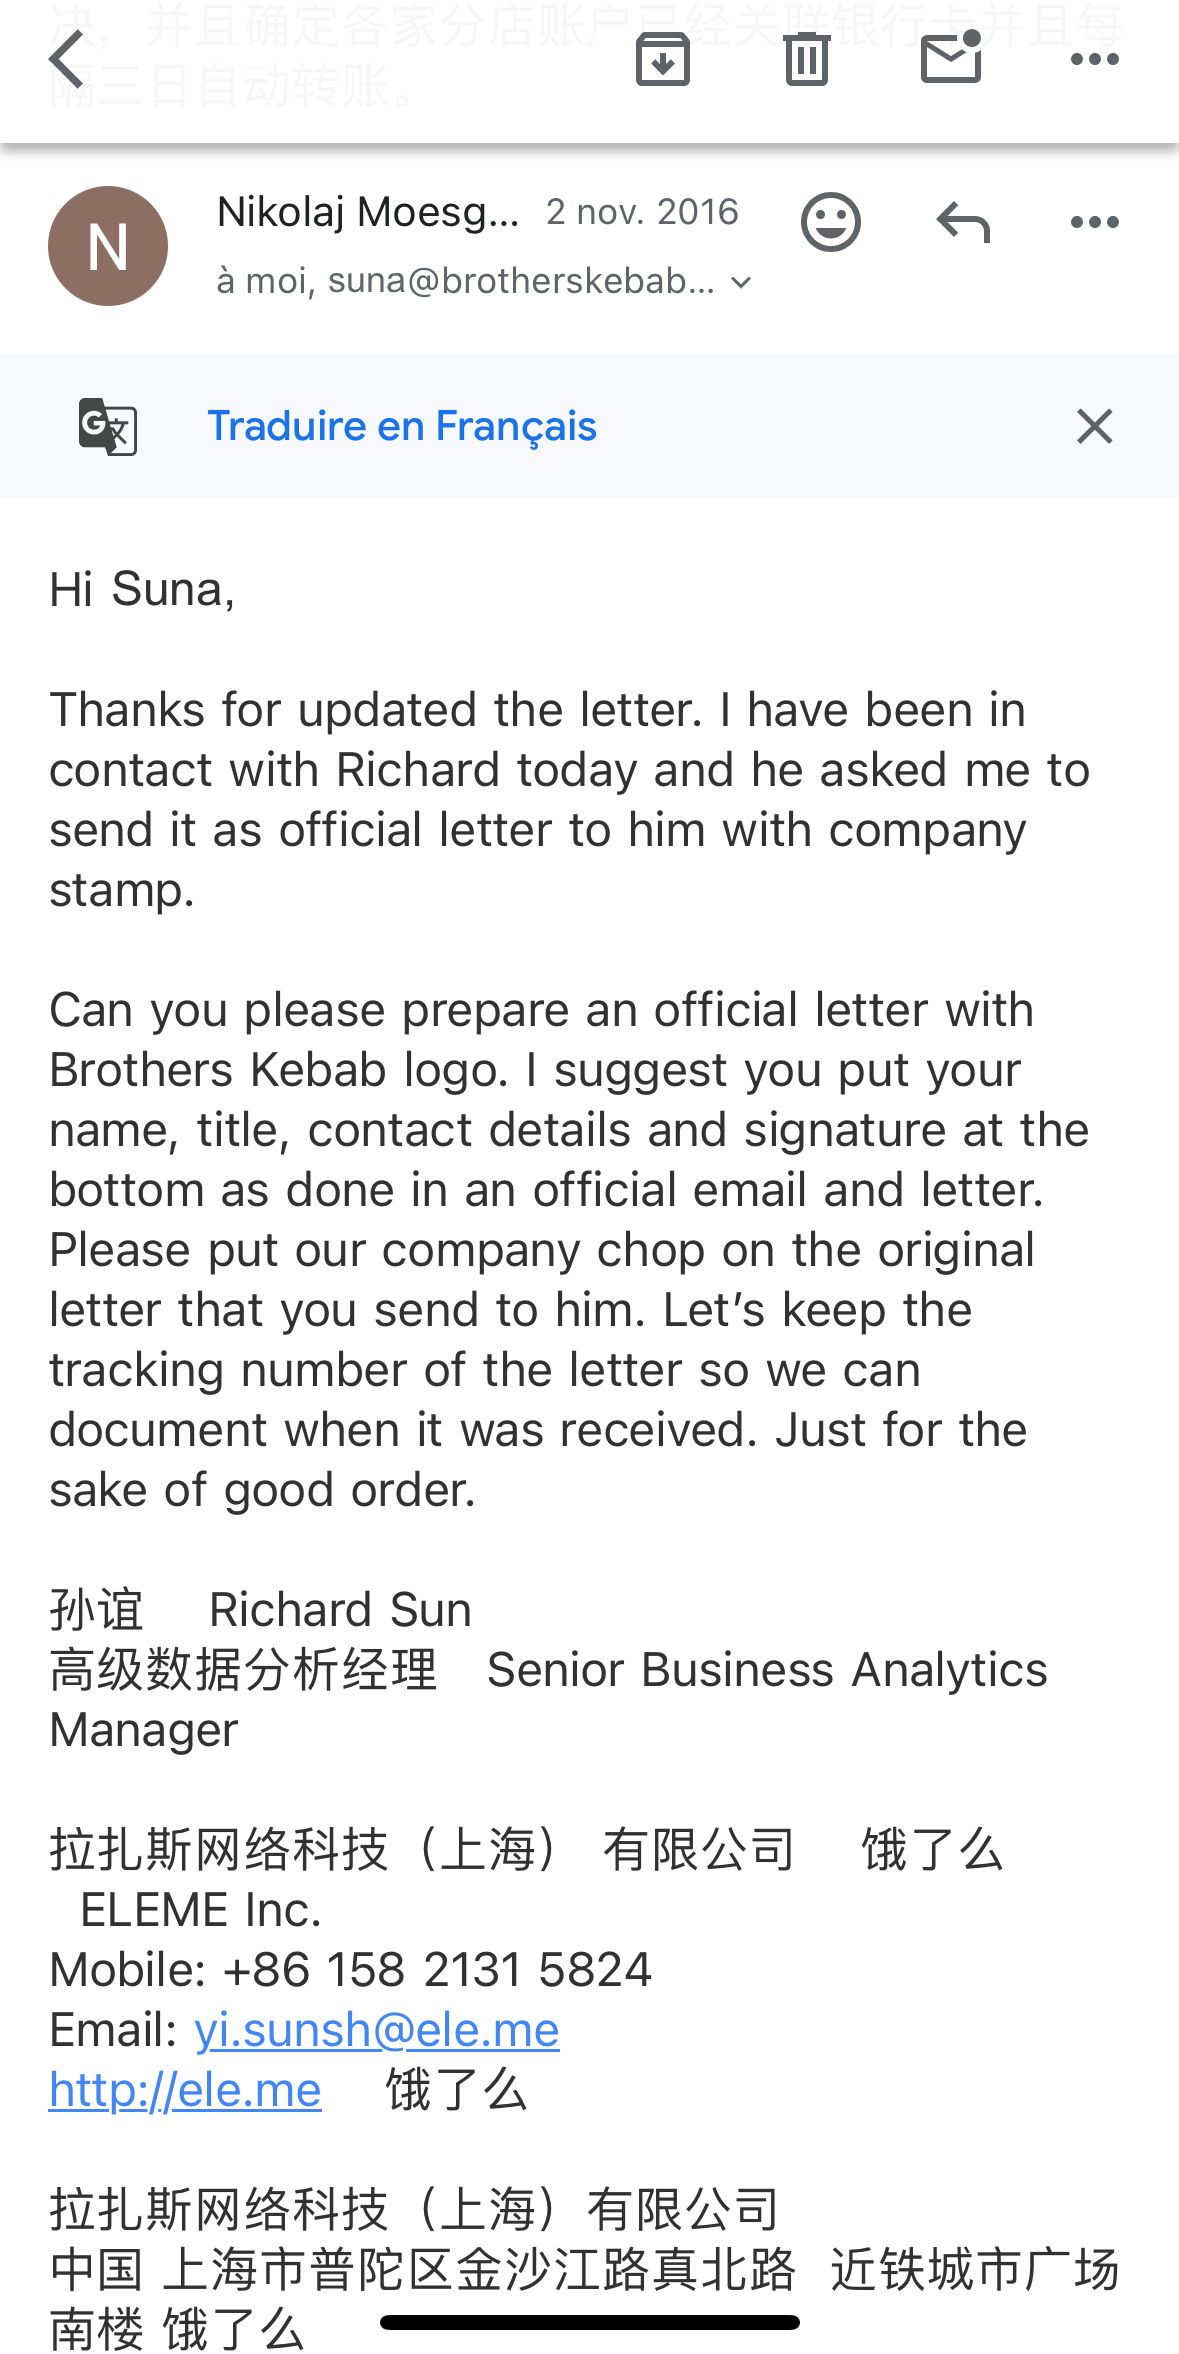 决，并且确定各家分店账户已经关联银行卡并且每
隔三日自动转账。
N
Nikolaj Moesg... 2 nov. 2016
à moi, suna@brotherskebab...
Traduire en Français
Hi Suna,
Thanks for updated the letter. I have been in
contact with Richard today and he asked me to
send it as official letter to him with company
stamp.
Can you please prepare an official letter with
Brothers Kebab logo. I suggest you put your
name, title, contact details and signature at the
bottom as done in an official email and letter.
Please put our company chop on the original
letter that you send to him. Let's keep the
tracking number of the letter so we can
document when it was received. Just for the
sake of good order.
孙谊 Richard Sun
高级数据分析经理 Senior Business Analytics
Manager
拉扎斯网络科技（上海） 有限公司 饿了么
ELEME Inc.
Mobile: +86 158 2131 5824
Email: yi.sunsh@ele.me
http://ele.me 饿了么
拉扎斯网络科技（上海）有限公司
中国 上海市普陀区金沙江路真北路 近铁城市广场
南楼 饿了么